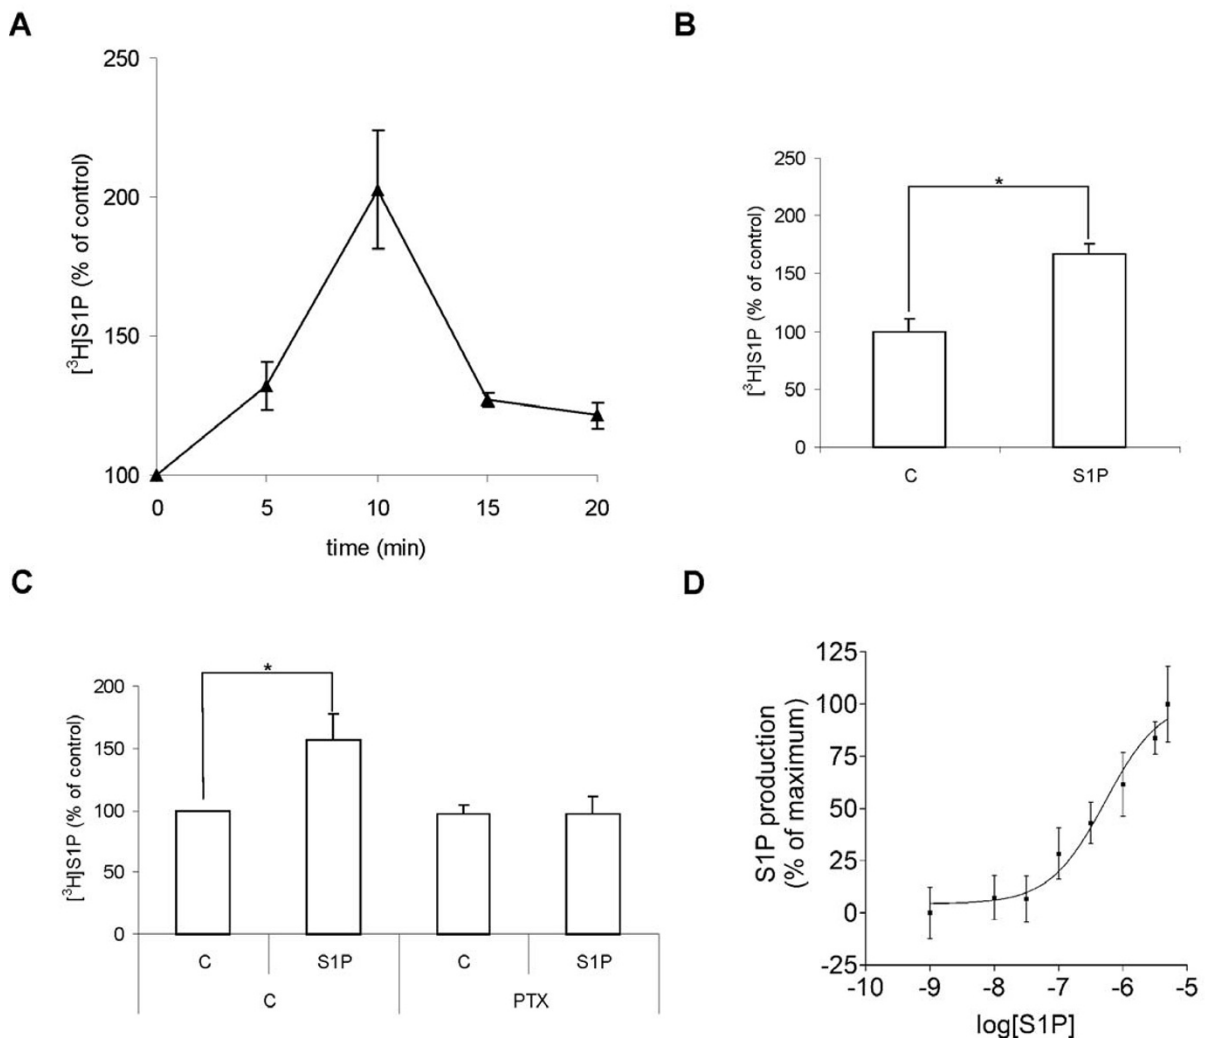 A
250
200
150
100
[³H]S1P (% of control)
0 5 10 15 20
time (min)
B
250
200
150
100
50
0
[³H]S1P (% of control)
*
C S1P
C
200
150
100
50
0
[³H]S1P (% of control)
*
C S1P C S1P
C PTX
D
125
100
75
50
25
0
-25
S1P production
(% of maximum)
-10 -9 -8 -7 -6 -5
log[S1P]